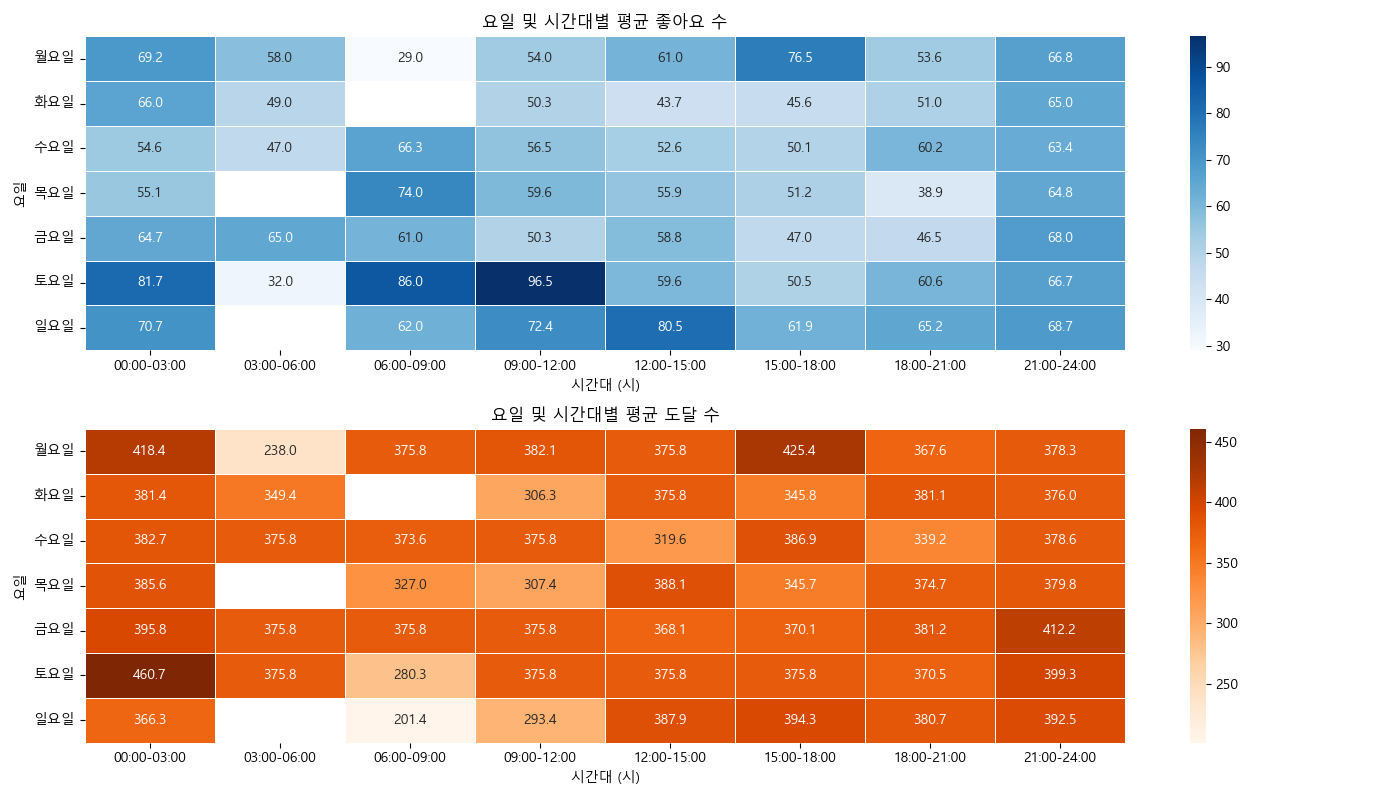 요일 및 시간대별 평균 좋아요 수
월요일 69.2 58.0 29.0 54.0 61.0 76.5 53.6 66.8
화요일 66.0 49.0 50.3 43.7 45.6 51.0 65.0
수요일 54.6 47.0 66.3 56.5 52.6 50.1 60.2 63.4
목요일 55.1 74.0 59.6 55.9 51.2 38.9 64.8
금요일 64.7 65.0 61.0 50.3 58.8 47.0 46.5 68.0
토요일 81.7 32.0 86.0 96.5 59.6 50.5 60.6 66.7
일요일 70.7 62.0 72.4 80.5 61.9 65.2 68.7
요일
00:00-03:00 03:00-06:00 06:00-09:00 09:00-12:00 12:00-15:00 15:00-18:00 18:00-21:00 21:00-24:00
시간대 (시)
90
80
70
60
50
40
30
요일 및 시간대별 평균 도달 수
월요일 418.4 238.0 375.8 382.1 375.8 425.4 367.6 378.3
화요일 381.4 349.4 306.3 375.8 345.8 381.1 376.0
수요일 382.7 375.8 373.6 375.8 319.6 386.9 339.2 378.6
목요일 385.6 327.0 307.4 388.1 345.7 374.7 379.8
금요일 395.8 375.8 375.8 375.8 368.1 370.1 381.2 412.2
토요일 460.7 375.8 280.3 375.8 375.8 375.8 370.5 399.3
일요일 366.3 201.4 293.4 387.9 394.3 380.7 392.5
요일
00:00-03:00 03:00-06:00 06:00-09:00 09:00-12:00 12:00-15:00 15:00-18:00 18:00-21:00 21:00-24:00
시간대 (시)
450
400
350
300
250